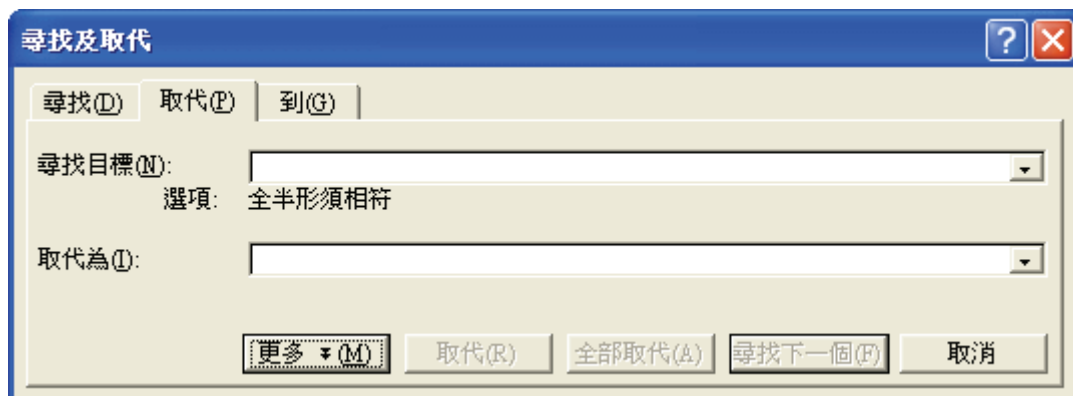 尋找及取代
尋找(D) 取代(P) 到(G)
尋找目標(N):
選項: 全半形須相符
取代為(I):
更多 (M) 取代(R) 全部取代(A) 尋找下一個(F) 取消